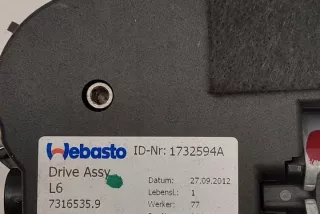 Webasto ID-Nr: 1732594A
Drive Assy
L6
7316535.9
Datum: 27.09.2012
Lebensl.: 1
Werker: 77